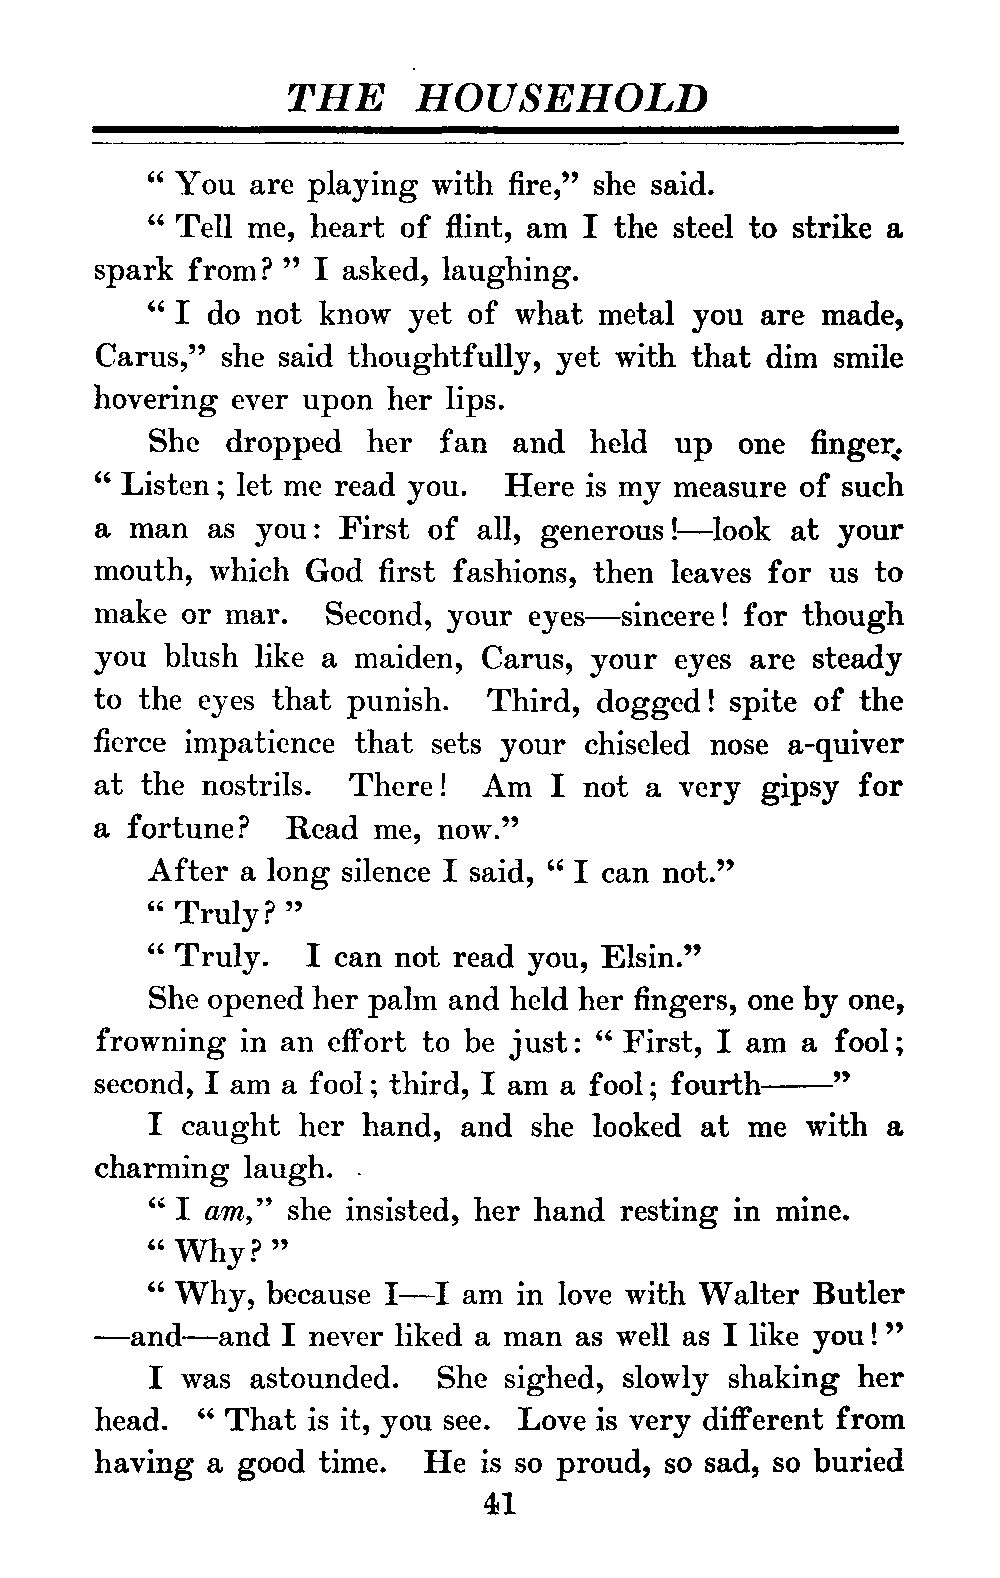 THE HOUSEHOLD
“ You are playing with fire,” she said.
“ Tell me, heart of flint, am I the steel to strike a
spark from? ” I asked, laughing.
“ I do not know yet of what metal you are made,
Carus,” she said thoughtfully, yet with that dim smile
hovering ever upon her lips.
She dropped her fan and held up one finger.
“ Listen ; let me read you. Here is my measure of such
a man as you : First of all, generous !—look at your
mouth, which God first fashions, then leaves for us to
make or mar. Second, your eyes—sincere ! for though
you blush like a maiden, Carus, your eyes are steady
to the eyes that punish. Third, dogged ! spite of the
fierce impatience that sets your chiseled nose a-quiver
at the nostrils. There ! Am I not a very gipsy for
a fortune? Read me, now.”
After a long silence I said, “ I can not.”
“ Truly? ”
“ Truly. I can not read you, Elsin.”
She opened her palm and held her fingers, one by one,
frowning in an effort to be just : “ First, I am a fool ;
second, I am a fool ; third, I am a fool ; fourth——”
I caught her hand, and she looked at me with a
charming laugh.
“ I am,” she insisted, her hand resting in mine.
“ Why? ”
“ Why, because I—I am in love with Walter Butler
—and—and I never liked a man as well as I like you ! ”
I was astounded. She sighed, slowly shaking her
head. “ That is it, you see. Love is very different from
having a good time. He is so proud, so sad, so buried
41